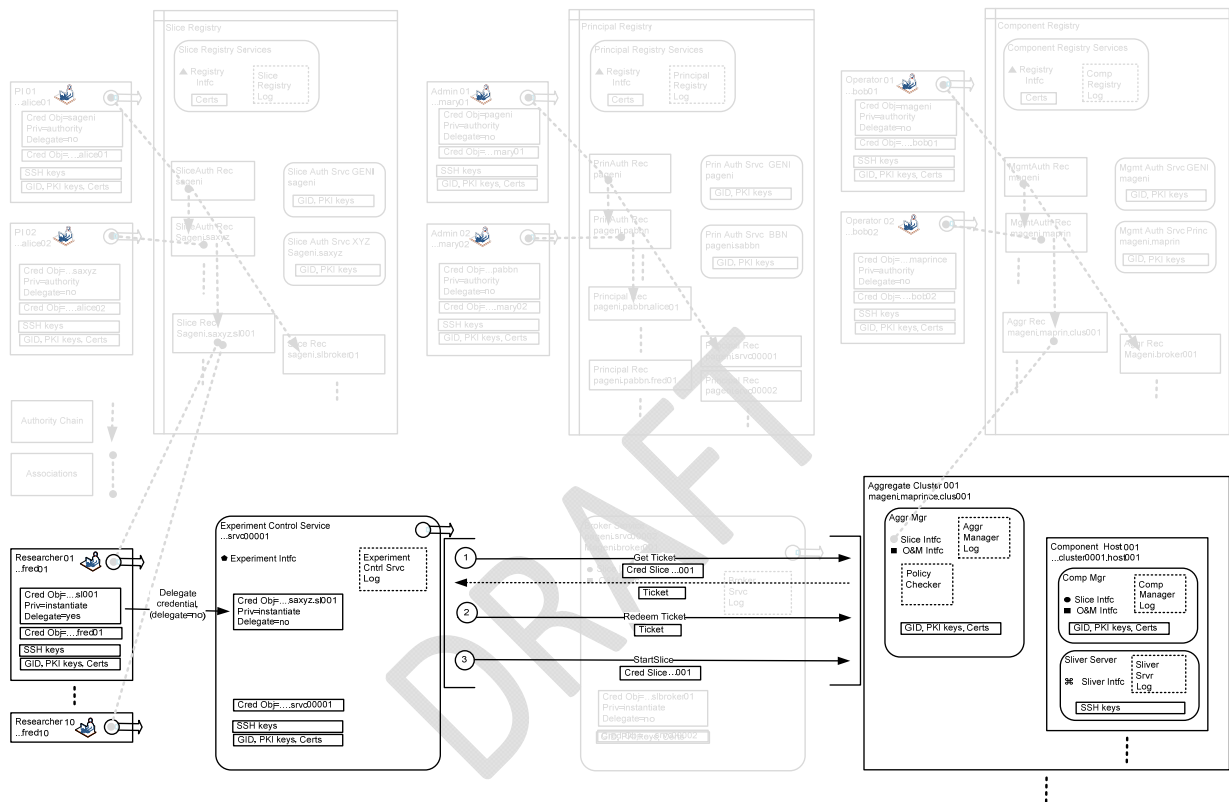 Slice Registry
Slice Registry Services
Registry
Intfc
Certs
Slice
Registry
Log
PI 01
...alice01
Cred Obj=sageni
Priv=authority
Delegate=no
Cred Obj= ...alice01
SSH keys
GID, PKI keys, Certs
SliceAuth Rec
sageni
Slice Auth Srvc GENI
sageni
GID, PKI keys
PI 02
...alice02
Cred Obj=...saxyz
Priv=authority
Delegate=no
Cred Obj= ...alice02
SSH keys
GID, PKI keys, Certs
SliceAuth Rec
Sageni.saxyz
Slice Auth Srvc XYZ
Sageni.saxyz
GID, PKI keys
Slice Rec
Sageni.saxyz.sl001
Slice Rec
sageni.slbroker01
Authority Chain
Associations
Principal Registry
Principal Registry Services
Registry
Intfc
Certs
Principal
Registry
Log
Admin 01
...mary01
Cred Obj=pageni
Priv=authority
Delegate=no
Cred Obj= ...mary01
SSH keys
GID, PKI keys, Certs
PrinAuth Rec
pageni
Prin Auth Srvc GENI
pageni
GID, PKI keys
Admin 02
...mary02
Cred Obj=...pabbn
Priv=authority
Delegate=no
Cred Obj= ...mary02
SSH keys
GID, PKI keys, Certs
PrinAuth Rec
pageni.pabbn
Prin Auth Srvc BBN
pageni.sabbn
GID, PKI keys
Principal Rec
pageni.pabbn.alice01
Principal Rec
pageni.pabbn.fred01
Principal Rec
pageni.srvc00001
Principal Rec
Component Registry
Component Registry Services
Registry
Intfc
Certs
Comp
Registry
Log
Operator 01
...bob01
Cred Obj=mageni
Priv=authority
Delegate=no
Cred Obj= ...bob01
SSH keys
GID, PKI keys, Certs
MgmtAuth Rec
mageni
Mgmt Auth Srvc GENI
mageni
GID, PKI keys
Operator 02
...bob02
Cred Obj=...maprince
Priv=authority
Delegate=no
Cred Obj= ...bob02
SSH keys
GID, PKI keys, Certs
MgmtAuth Rec
mageni.maprin
Mgmt Auth Srvc Princ
mageni.maprin
GID, PKI keys
Aggr Rec
mageni.maprin.clus001
Aggr Rec
Mageni.broker001
DRAFT
Researcher 01
...fred01
Cred Obj=...sl001
Priv=instantiate
Delegate=yes
Cred Obj=....fred01
SSH keys
GID, PKI keys, Certs
Researcher 10
...fred10
Delegate
credential,
(delegate=no)
Experiment Control Service
...srvc00001
Experiment Intfc
Experiment
Cntrl Srvc
Log
Cred Obj=...saxyz.sl001
Priv=instantiate
Delegate=no
Cred Obj=....srvc00001
SSH keys
GID, PKI keys, Certs
1
Get Ticket
Cred Slice ...001
Ticket
2
Redeem Ticket
Ticket
3
StartSlice
Cred Slice ...001
Srvc
Log
Cred Obj=...slbroker01
Priv=instantiate
Delegate=no
Aggregate Cluster 001
mageni.maprince.clus001
Aggr Mgr
Slice Intfc
O&M Intfc
Aggr
Manager
Log
Policy
Checker
GID, PKI keys, Certs
Component Host 001
...cluster0001.host001
Comp Mgr
Slice Intfc
O&M Intfc
Comp
Manager
Log
GID, PKI keys, Certs
Sliver Server
Sliver Intfc
Sliver
Srvr
Log
SSH keys